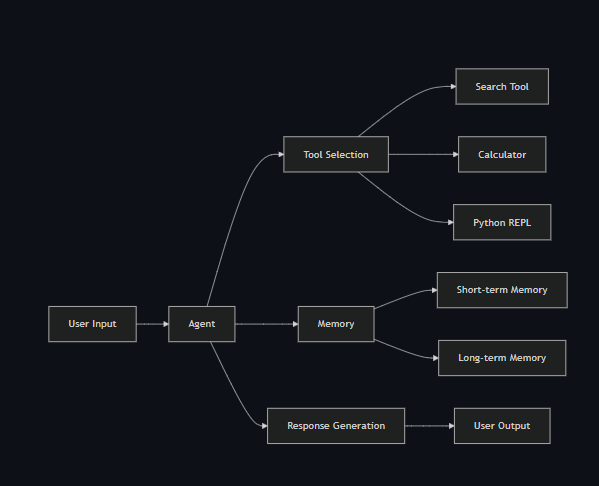 Search Tool
Tool Selection
Calculator
Python REPL
Short-term Memory
User Input
Agent
Memory
Long-term Memory
Response Generation
User Output